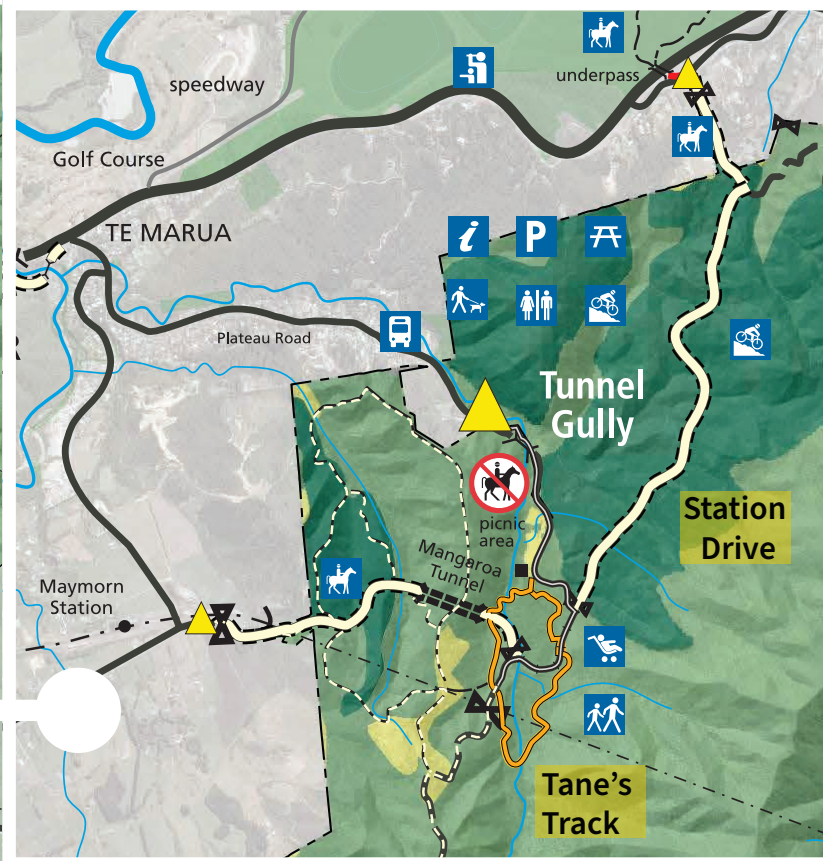 speedway
underpass
Golf Course
TE MARUA
i
P
Plateau Road
Tunnel
Gully
picnic
area
Station
Drive
Mangaroa
Tunnel
Maymorn
Station
Tane's
Track